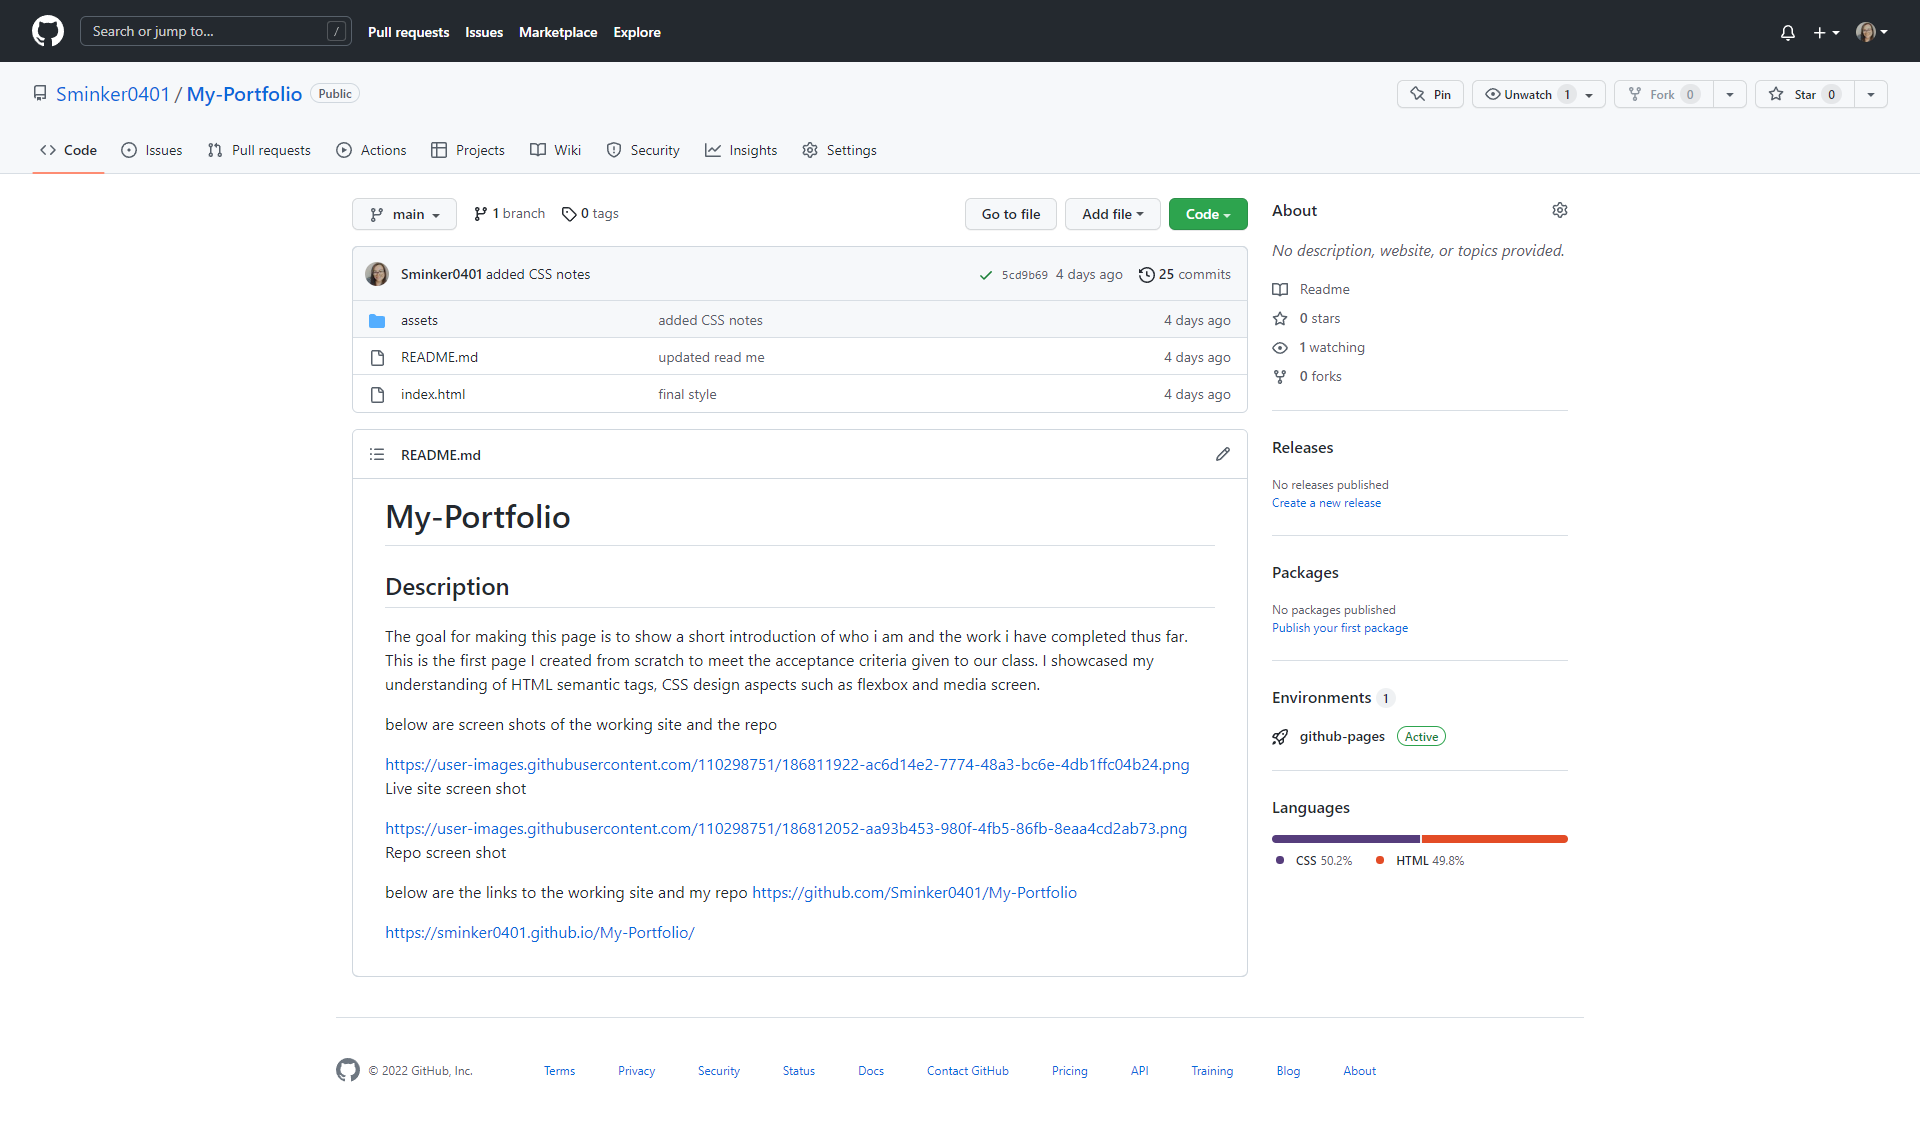 Search or jump to... /
Pull requests Issues Marketplace Explore
Sminker0401 / My-Portfolio Public
Pin Unwatch 1 Fork 0 Star 0
Code Issues Pull requests Actions Projects Wiki Security Insights Settings
main 1 branch 0 tags Go to file Add file Code
Sminker0401 added CSS notes 5cd9b69 4 days ago 25 commits
assets added CSS notes 4 days ago
README.md updated read me 4 days ago
index.html final style 4 days ago
README.md
My-Portfolio
Description
The goal for making this page is to show a short introduction of who i am and the work i have completed thus far.
This is the first page I created from scratch to meet the acceptance criteria given to our class. I showcased my
understanding of HTML semantic tags, CSS design aspects such as flexbox and media screen.
below are screen shots of the working site and the repo
https://user-images.githubusercontent.com/110298751/186811922-ac6d14e2-7774-48a3-bc6e-4db1ffc04b24.png
Live site screen shot
https://user-images.githubusercontent.com/110298751/186812052-aa93b453-980f-4fb5-86fb-8eaa4cd2ab73.png
Repo screen shot
below are the links to the working site and my repo https://github.com/Sminker0401/My-Portfolio
https://sminker0401.github.io/My-Portfolio/
About
No description, website, or topics provided.
Readme
0 stars
1 watching
0 forks
Releases
No releases published
Create a new release
Packages
No packages published
Publish your first package
Environments 1
github-pages Active
Languages
CSS 50.2% HTML 49.8%
© 2022 GitHub, Inc. Terms Privacy Security Status Docs Contact GitHub Pricing API Training Blog About